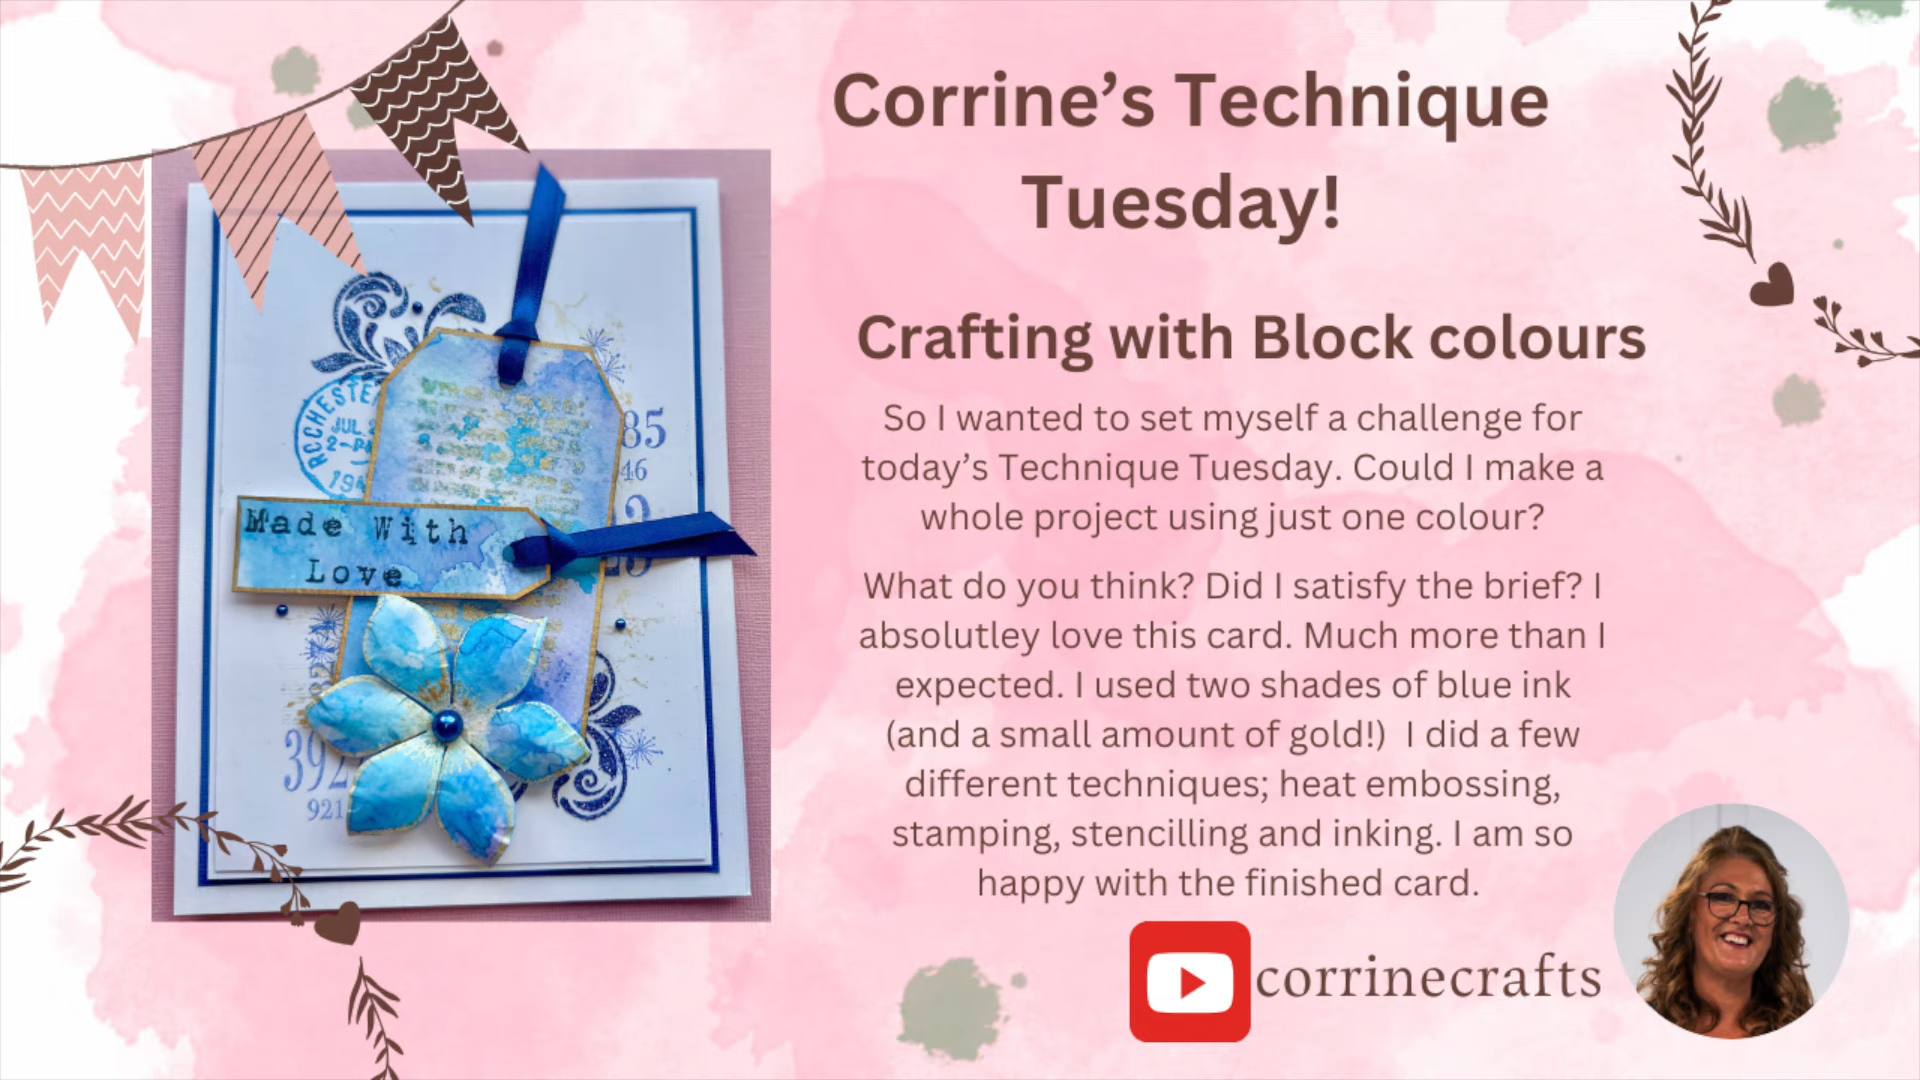 Corrine’s Technique
Tuesday!
Crafting with Block colours
So I wanted to set myself a challenge for
today’s Technique Tuesday. Could I make a
whole project using just one colour?
What do you think? Did I satisfy the brief? I
absolutley love this card. Much more than I
expected. I used two shades of blue ink
(and a small amount of gold!)  I did a few
different techniques; heat embossing,
stamping, stencilling and inking. I am so
happy with the finished card.
corrinecrafts
JUL
85
46
Made With
Love
392
921